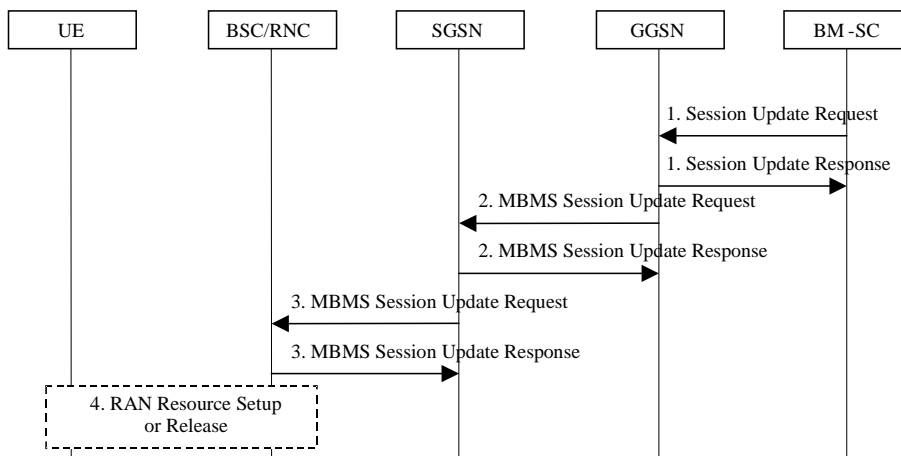 UE
BSC/RNC
SGSN
GGSN
BM -SC
1. Session Update Request
1. Session Update Response
2. MBMS Session Update Request
2. MBMS Session Update Response
3. MBMS Session Update Request
3. MBMS Session Update Response
4. RAN Resource Setup
or Release